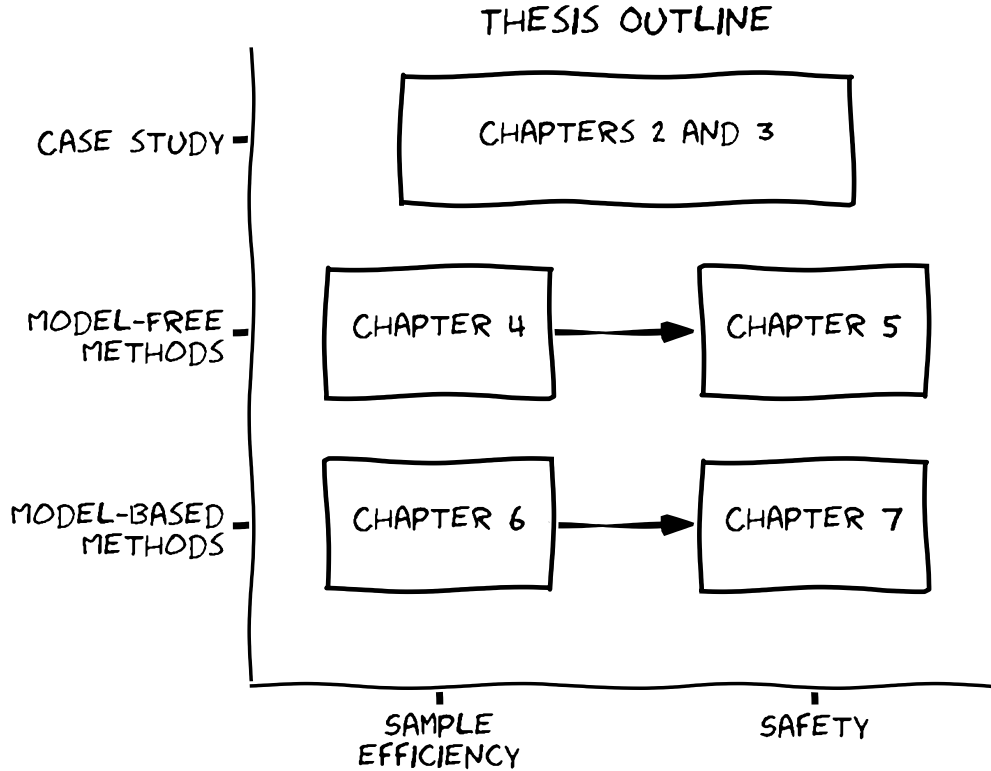 THESIS OUTLINE
CASE STUDY
CHAPTERS 2 AND 3
MODEL-FREE
METHODS
CHAPTER 4
CHAPTER 5
MODEL-BASED
METHODS
CHAPTER 6
CHAPTER 7
SAMPLE
EFFICIENCY
SAFETY